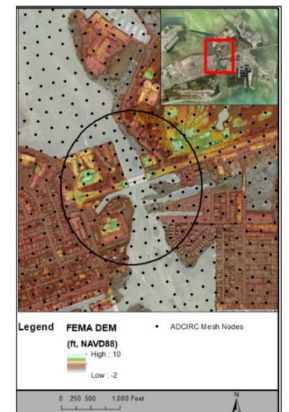 Legend FEMA DEM • ADCIRC Mesh Nodes
(ft, NAVD88)
High : 10
Low : -2
0 250 500 1,000 Feet
N